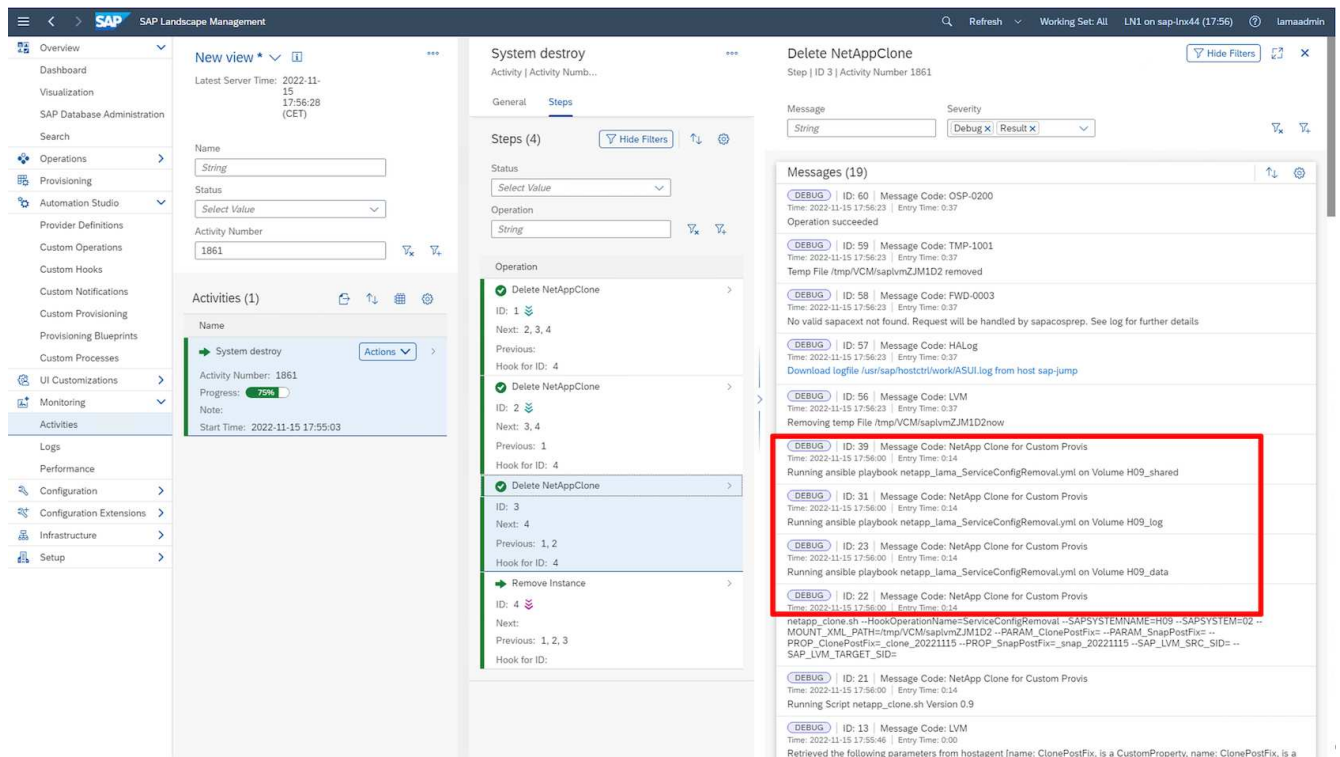 SAP SAP Landscape Management
Refresh Working Set: All LN1 on sap-lnx44 (17:56) lamaadmin
Overview
Dashboard
Visualization
SAP Database Administration
Search
Operations
Provisioning
Automation Studio
Provider Definitions
Custom Operations
Custom Hooks
Custom Notifications
Custom Provisioning
Provisioning Blueprints
Custom Processes
UI Customizations
Monitoring
Activities
Logs
Performance
Configuration
Configuration Extensions
Infrastructure
Setup
New view *
Latest Server Time: 2022-11-
15
17:56:28
(CET)
Name
String
Status
Select Value
Activity Number
1861
Activities (1)
Name
System destroy Actions
Activity Number: 1861
Progress: 75%
Note:
Start Time: 2022-11-15 17:55:03
System destroy
Activity | Activity Numb...
General Steps
Steps (4) Hide Filters
Status
Select Value
Operation
String
Operation
Delete NetAppClone
ID: 1
Next: 2, 3, 4
Previous:
Hook for ID: 4
Delete NetAppClone
ID: 2
Next: 3, 4
Previous: 1
Hook for ID: 4
Delete NetAppClone
ID: 3
Next: 4
Previous: 1, 2
Hook for ID: 4
Remove Instance
ID: 4
Next:
Previous: 1, 2, 3
Hook for ID:
Delete NetAppClone Hide Filters
Step | ID 3 | Activity Number 1861
Message Severity
String Debug Result
Messages (19)
DEBUG | ID: 60 | Message Code: OSP-0200
Time: 2022-11-15 17:56:23 | Entry Time: 0:37
Operation succeeded
DEBUG | ID: 59 | Message Code: TMP-1001
Time: 2022-11-15 17:56:23 | Entry Time: 0:37
Temp File /tmp/VCM/saplvmZJM1D2 removed
DEBUG | ID: 58 | Message Code: FWD-0003
Time: 2022-11-15 17:56:23 | Entry Time: 0:37
No valid sapacext not found. Request will be handled by sapacosprep. See log for further details
DEBUG | ID: 57 | Message Code: HALog
Time: 2022-11-15 17:56:23 | Entry Time: 0:37
Download logfile /usr/sap/hostctrl/work/ASUI.log from host sap-jump
DEBUG | ID: 56 | Message Code: LVM
Time: 2022-11-15 17:56:23 | Entry Time: 0:37
Removing temp File /tmp/VCM/saplvmZJM1D2now
DEBUG | ID: 39 | Message Code: NetApp Clone for Custom Provis
Time: 2022-11-15 17:56:00 | Entry Time: 0:14
Running ansible playbook netapp_lama_ServiceConfigRemoval.yml on Volume H09_shared
DEBUG | ID: 31 | Message Code: NetApp Clone for Custom Provis
Time: 2022-11-15 17:56:00 | Entry Time: 0:14
Running ansible playbook netapp_lama_ServiceConfigRemoval.yml on Volume H09_log
DEBUG | ID: 23 | Message Code: NetApp Clone for Custom Provis
Time: 2022-11-15 17:56:00 | Entry Time: 0:14
Running ansible playbook netapp_lama_ServiceConfigRemoval.yml on Volume H09_data
DEBUG | ID: 22 | Message Code: NetApp Clone for Custom Provis
Time: 2022-11-15 17:56:00 | Entry Time: 0:14
netapp_clone.sh --HookOperationName=ServiceConfigRemoval --SAPSYSTEMNAME=H09 --SAPSYSTEM=02 --
MOUNT_XML_PATH=/tmp/VCM/saplvmZJM1D2 --PARAM_ClonePostFix= --PARAM_SnapPostFix= --
PROP_ClonePostFix=_clone_20221115 --PROP_SnapPostFix=_snap_20221115 --SAP_LVM_SRC_SID= --
SAP_LVM_TARGET_SID=
DEBUG | ID: 21 | Message Code: NetApp Clone for Custom Provis
Time: 2022-11-15 17:56:00 | Entry Time: 0:14
Running Script netapp_clone.sh Version 0.9
DEBUG | ID: 13 | Message Code: LVM
Time: 2022-11-15 17:55:46 | Entry Time: 0:00
Retrieved the following parameters from hostagent [name: ClonePostFix, is a CustomProperty, name: ClonePostFix, is a